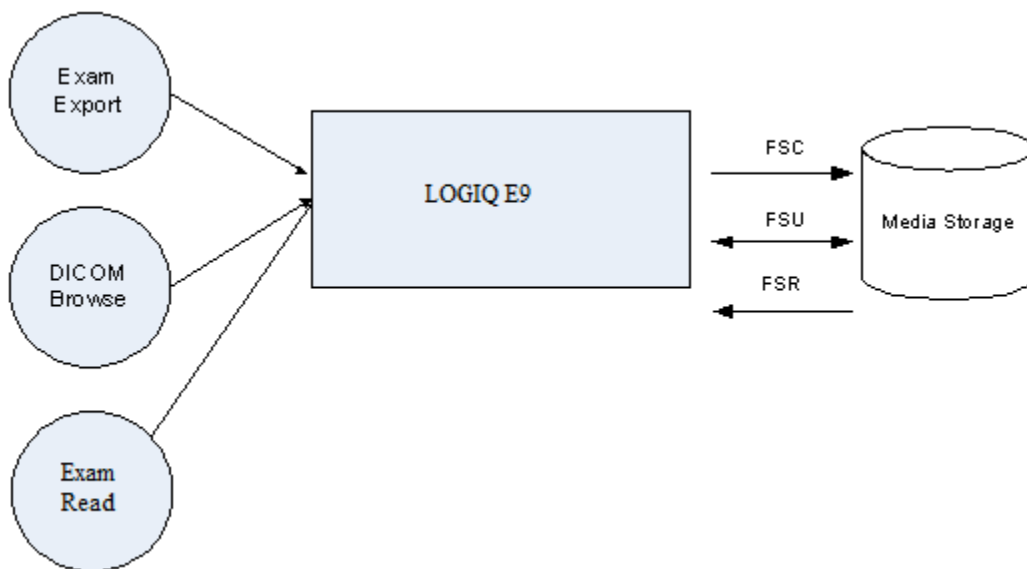 Exam
Export
LOGIQ E9
FSC
FSU
Media Storage
FSR
DICOM
Browse
Exam
Read